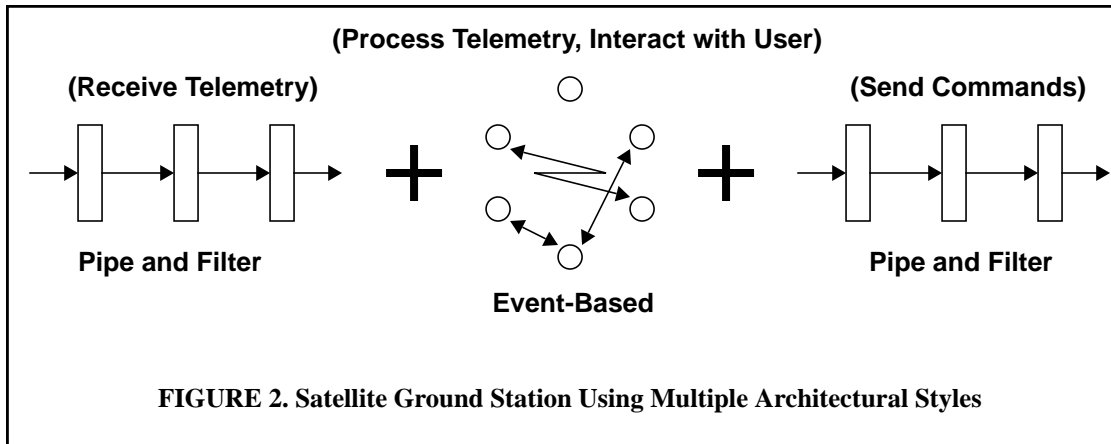 (Process Telemetry, Interact with User)
(Receive Telemetry)
(Send Commands)
Pipe and Filter
Event-Based
Pipe and Filter
FIGURE 2. Satellite Ground Station Using Multiple Architectural Styles